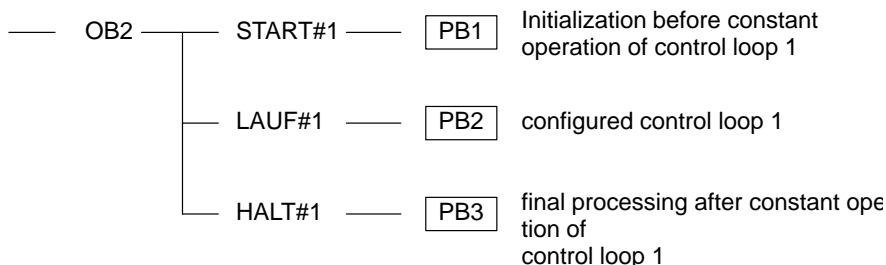 OB2 START#1 PB1 Initialization before constant
operation of control loop 1
LAUF#1 PB2 configured control loop 1
HALT#1 PB3 final processing after constant ope
tion of
control loop 1